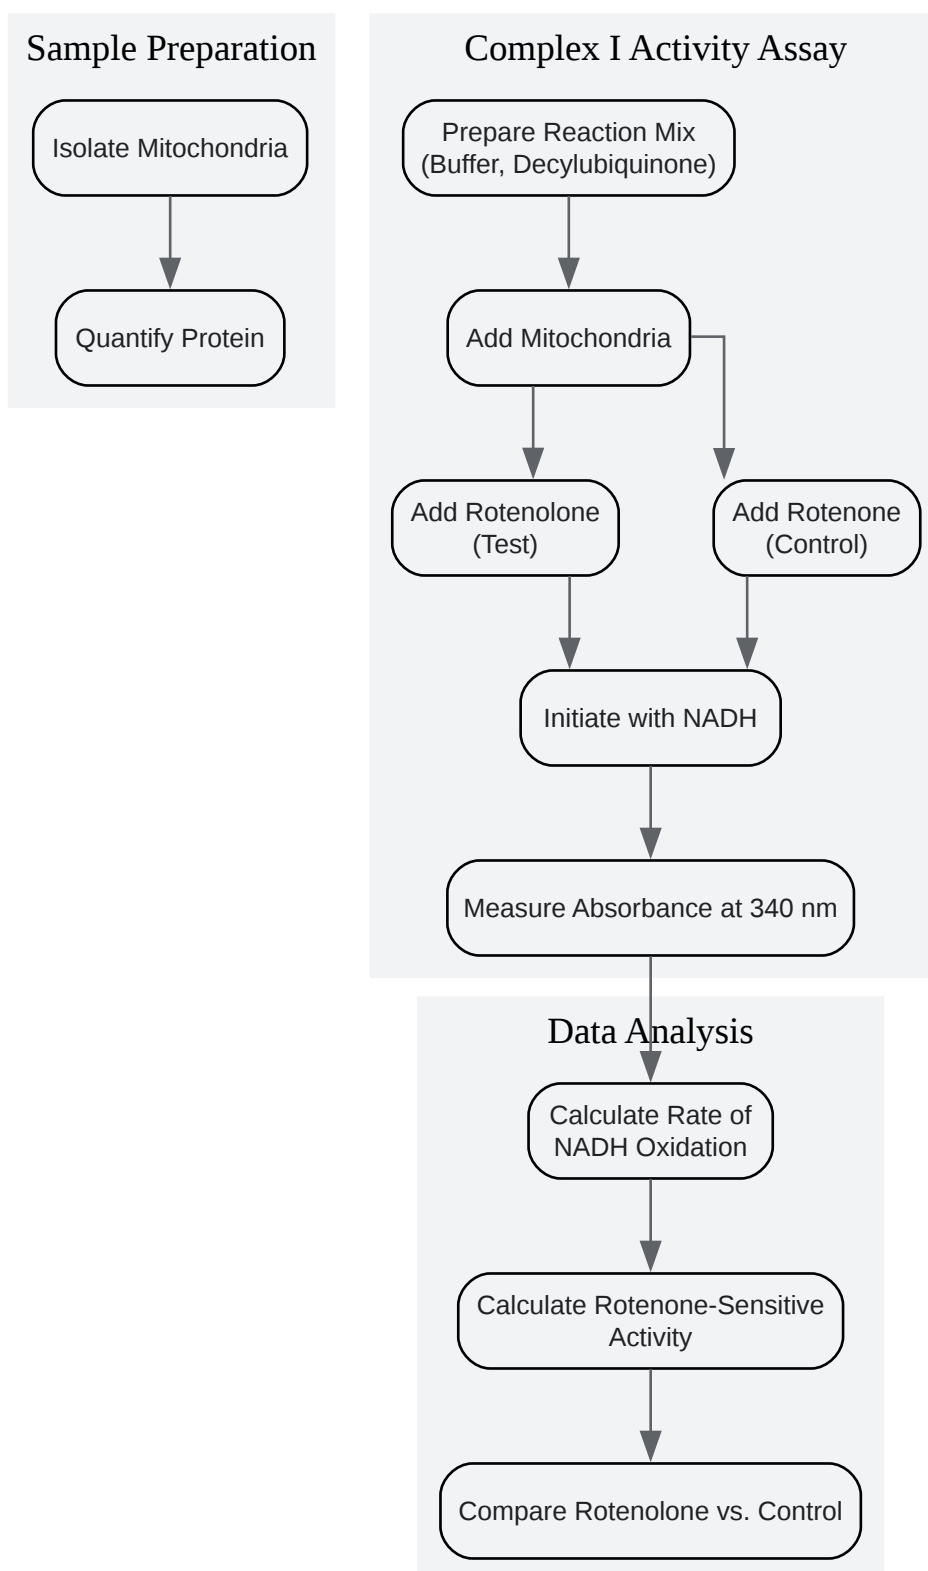 Sample Preparation
Isolate Mitochondria
Quantify Protein
Complex I Activity Assay
Prepare Reaction Mix
(Buffer, Decylubiquinone)
Add Mitochondria
Add Rotenolone
(Test)
Add Rotenone
(Control)
Initiate with NADH
Measure Absorbance at 340 nm
Data Analysis
Calculate Rate of
NADH Oxidation
Calculate Rotenone-Sensitive
Activity
Compare Rotenolone vs. Control